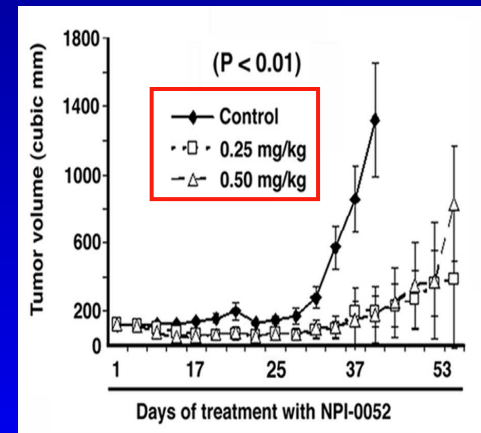 Tumor volume (cubic mm)
1800
1400
1000
600
200
0
(P < 0.01)
Control
0.25 mg/kg
0.50 mg/kg
1 17 25 37 53
Days of treatment with NPI-0052